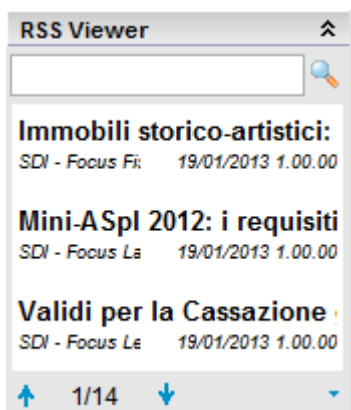 RSS Viewer
Immobili storico-artistici:
SDI - Focus Fis 19/01/2013 1.00.00
Mini-ASpI 2012: i requisiti
SDI - Focus La 19/01/2013 1.00.00
Validi per la Cassazione
SDI - Focus Le 19/01/2013 1.00.00
1/14